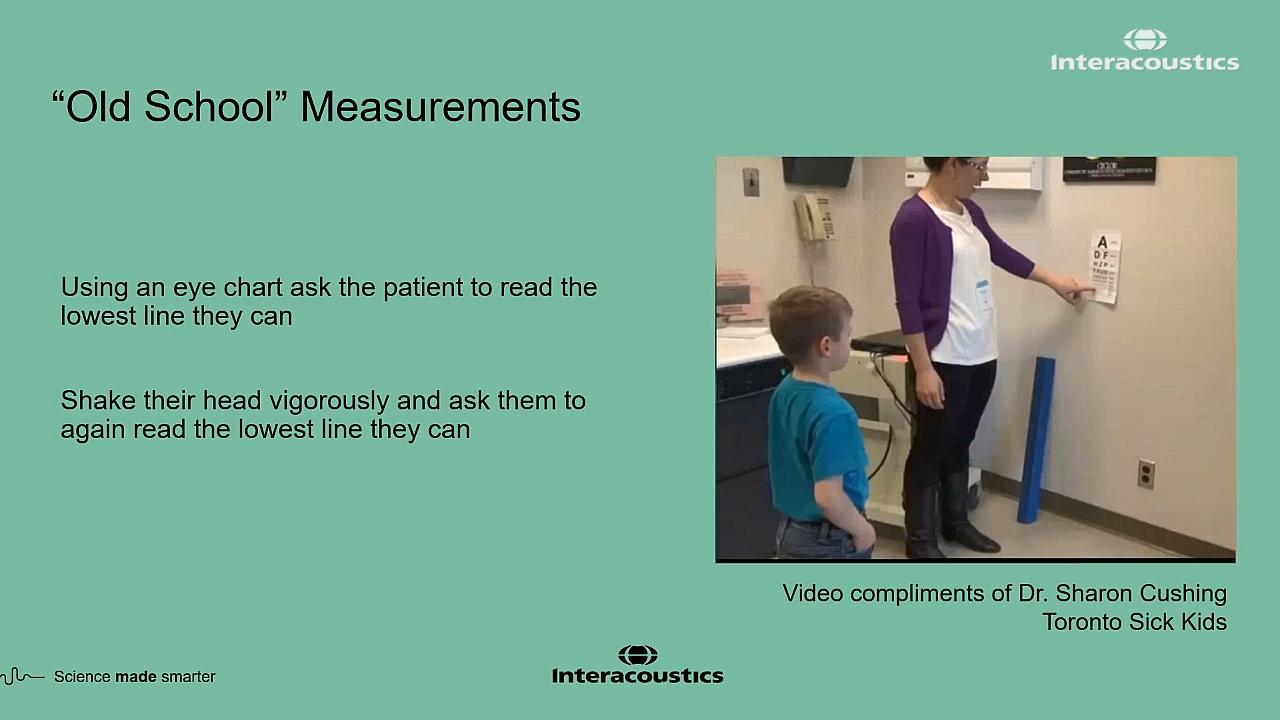 Interacoustics
“Old School” Measurements
Using an eye chart ask the patient to read the
lowest line they can
Shake their head vigorously and ask them to
again read the lowest line they can
A
D F
H Z P
Video compliments of Dr. Sharon Cushing
Toronto Sick Kids
Science made smarter
Interacoustics